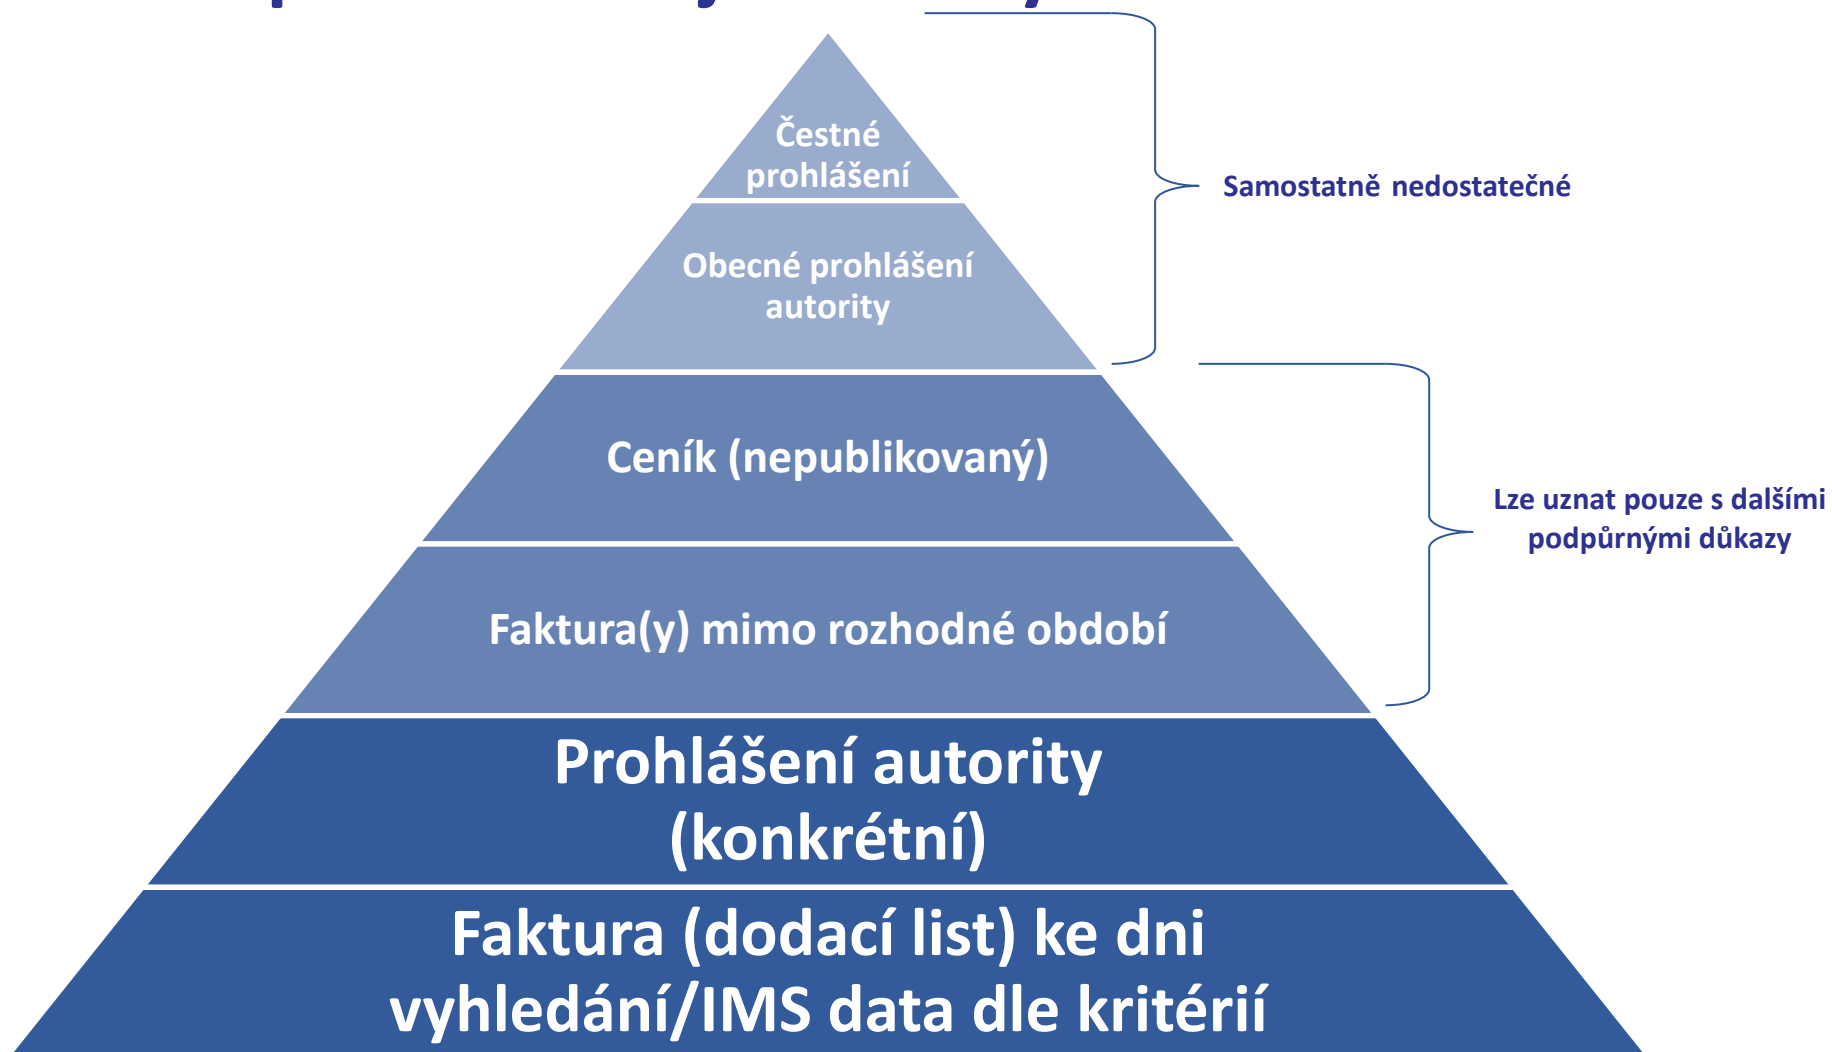 Čestné
prohlášení
Samostatně nedostatečné
Obecné prohlášení
autority
Ceník (nepublikovaný)
Lze uznat pouze s dalšími
podpůrnými důkazy
Faktura(y) mimo rozhodné období
Prohlášení autority
(konkrétní)
Faktura (dodací list) ke dni
vyhledání/IMS data dle kritérií